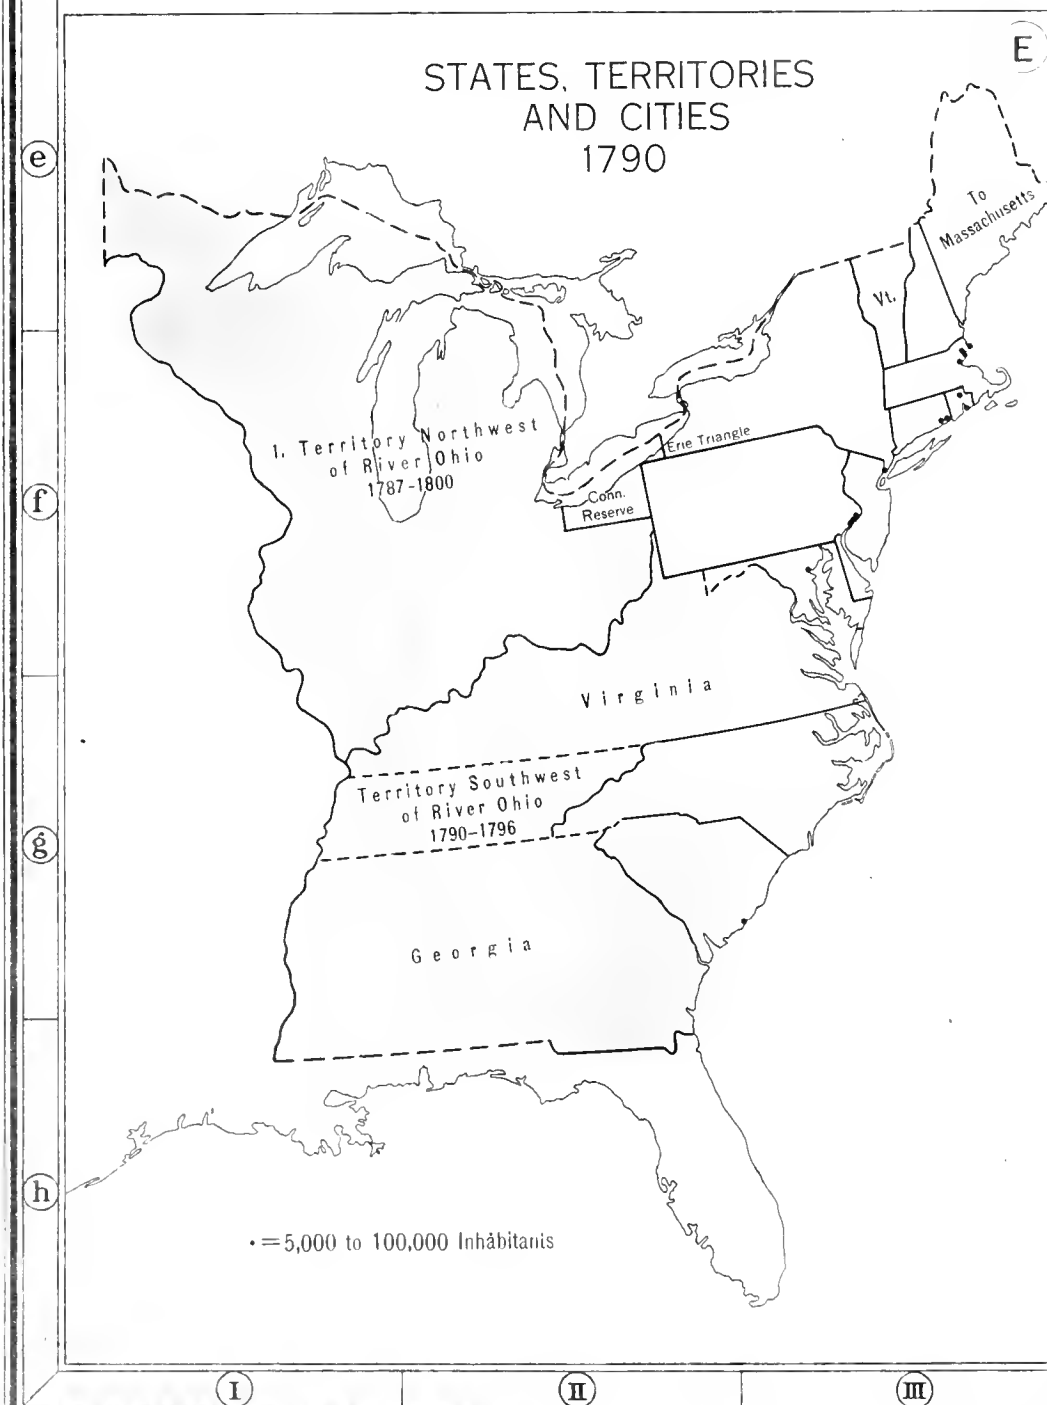 E
STATES, TERRITORIES
AND CITIES
1790
e
To
Massachusetts
Vt.
1. Territory Northwest
of River Ohio
1787-1800
Erie Triangle
Conn.
Reserve
f
Virginia
Territory Southwest
of River Ohio
1790-1796
g
Georgia
h
• = 5,000 to 100,000 Inhabitants
I
II
III